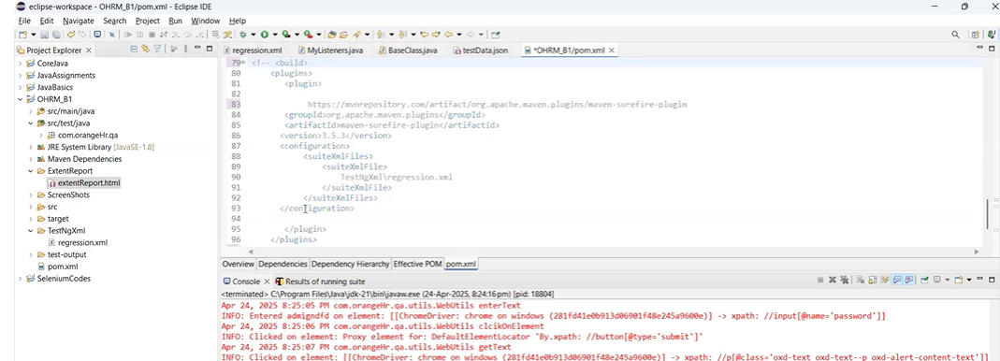 eclipse-workspace - OHRM_B1/pom.xml - Eclipse IDE
File Edit Navigate Search Project Run Window Help
Project Explorer
CoreJava
JavaAssignments
JavaBasics
OHRM_B1
src/main/java
src/test/java
com.orangeHr.qa
JRE System Library [JavaSE-1.8]
Maven Dependencies
ExtentReport
extentReport.html
ScreenShots
src
target
TestNgXml
regression.xml
test-output
pom.xml
SeleniumCodes
regression.xml MyListeners.java BaseClass.java testData.json *OHRM_B1/pom.xml
79 <!-- <build>
80 <plugins>
81 <plugin>
82
83 https://mvnrepository.com/artifact/org.apache.maven.plugins/maven-surefire-plugin
84 <groupId>org.apache.maven.plugins</groupId>
85 <artifactId>maven-surefire-plugin</artifactId>
86 <version>3.5.3</version>
87 <configuration>
88 <suiteXmlFiles>
89 <suiteXmlFile>
90 TestNgXml\regression.xml
91 </suiteXmlFile>
92 </suiteXmlFiles>
93 </configuration>
94
95 </plugin>
96 </plugins>
Overview Dependencies Dependency Hierarchy Effective POM pom.xml
Console Results of running suite
<terminated> C:\Program Files\Java\jdk-21\bin\javaw.exe (24-Apr-2025, 8:24:16 pm) [pid: 18804]
Apr 24, 2025 8:25:05 PM com.orangeHr.qa.utils.WebUtils enterText
INFO: Entered admigndfd on element: [[ChromeDriver: chrome on windows (281fd41e0b913d06901f48e245a9600e)] -> xpath: //input[@name='password']]
Apr 24, 2025 8:25:06 PM com.orangeHr.qa.utils.WebUtils clcikOnElement
INFO: Clicked on element: Proxy element for: DefaultElementLocator 'By.xpath: //button[@type='submit']'
Apr 24, 2025 8:25:07 PM com.orangeHr.qa.utils.WebUtils getText
INFO: Clicked on element: [[ChromeDriver: chrome on windows (281fd41e0b913d06901f48e245a9600e)] -> xpath: //p[@class='oxd-text oxd-text--p oxd-alert-content-text']]